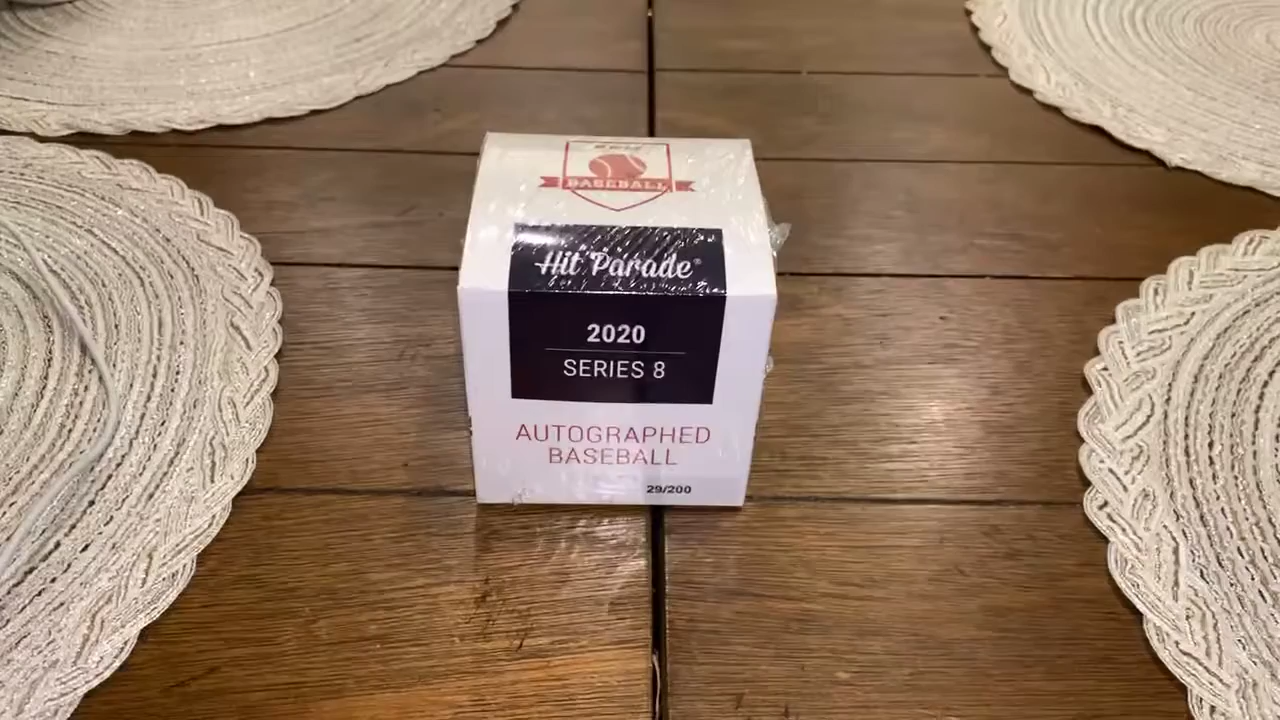 BASEBALL
Hit Parade®
2020
SERIES 8
AUTOGRAPHED
BASEBALL
29/200